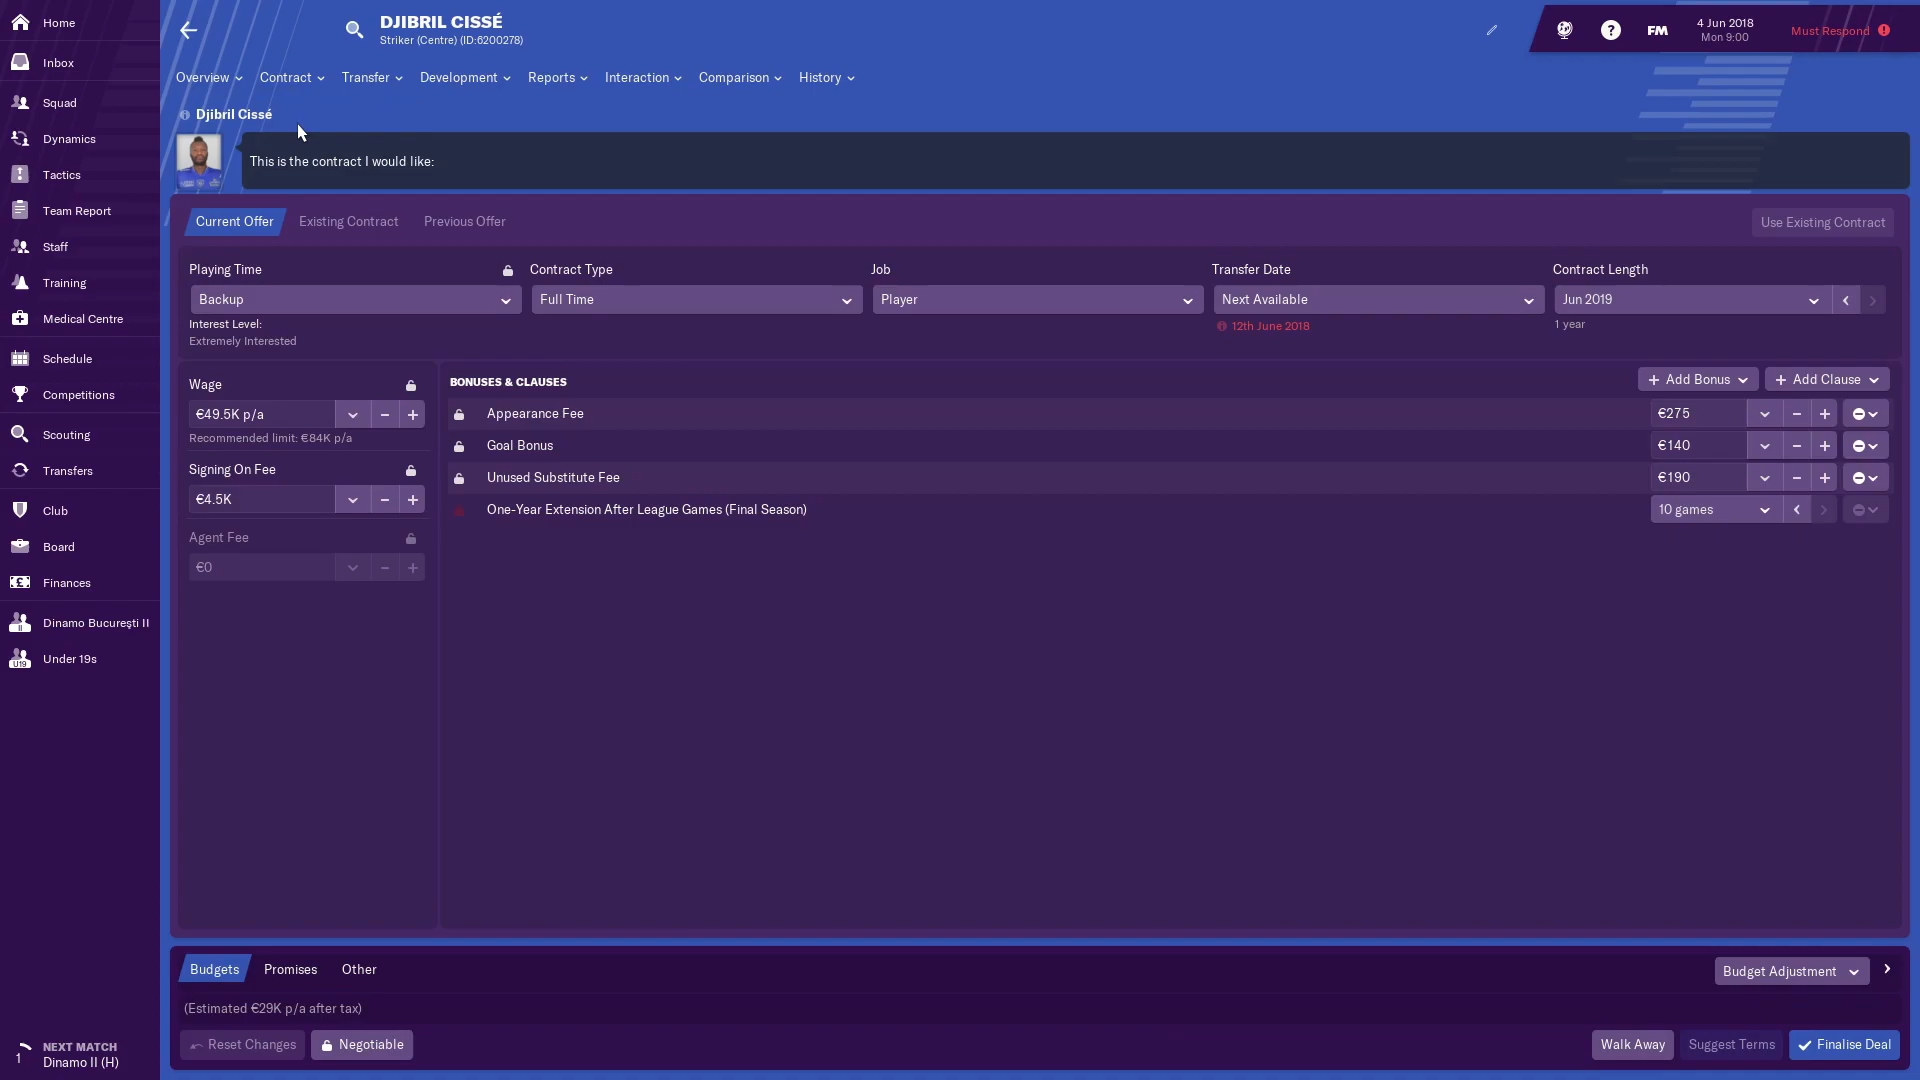 Home
Inbox
Squad
Dynamics
Tactics
Team Report
Staff
Training
Medical Centre
Schedule
Competitions
Scouting
Transfers
Club
Board
Finances
II
Dinamo Bucureşti II
U19
Under 19s
1
NEXT MATCH
Dinamo II (H)
DJIBRIL CISSÉ
Striker (Centre) (ID:6200278)
?
FM
4 Jun 2018
Mon 9:00
Must Respond
Overview
Contract
Transfer
Development
Reports
Interaction
Comparison
History
Djibril Cissé
This is the contract I would like:
Current Offer
Existing Contract
Previous Offer
Use Existing Contract
Playing Time
Contract Type
Job
Transfer Date
Contract Length
Backup
Full Time
Player
Next Available
Jun 2019
Interest Level:
Extremely Interested
12th June 2018
1 year
Wage
€49.5K p/a
Recommended limit: €84K p/a
Signing On Fee
€4.5K
Agent Fee
€0
BONUSES & CLAUSES
Add Bonus
Add Clause
Appearance Fee
€275
Goal Bonus
€140
Unused Substitute Fee
€190
One-Year Extension After League Games (Final Season)
10 games
Budgets
Promises
Other
Budget Adjustment
(Estimated €29K p/a after tax)
Reset Changes
Negotiable
Walk Away
Suggest Terms
Finalise Deal